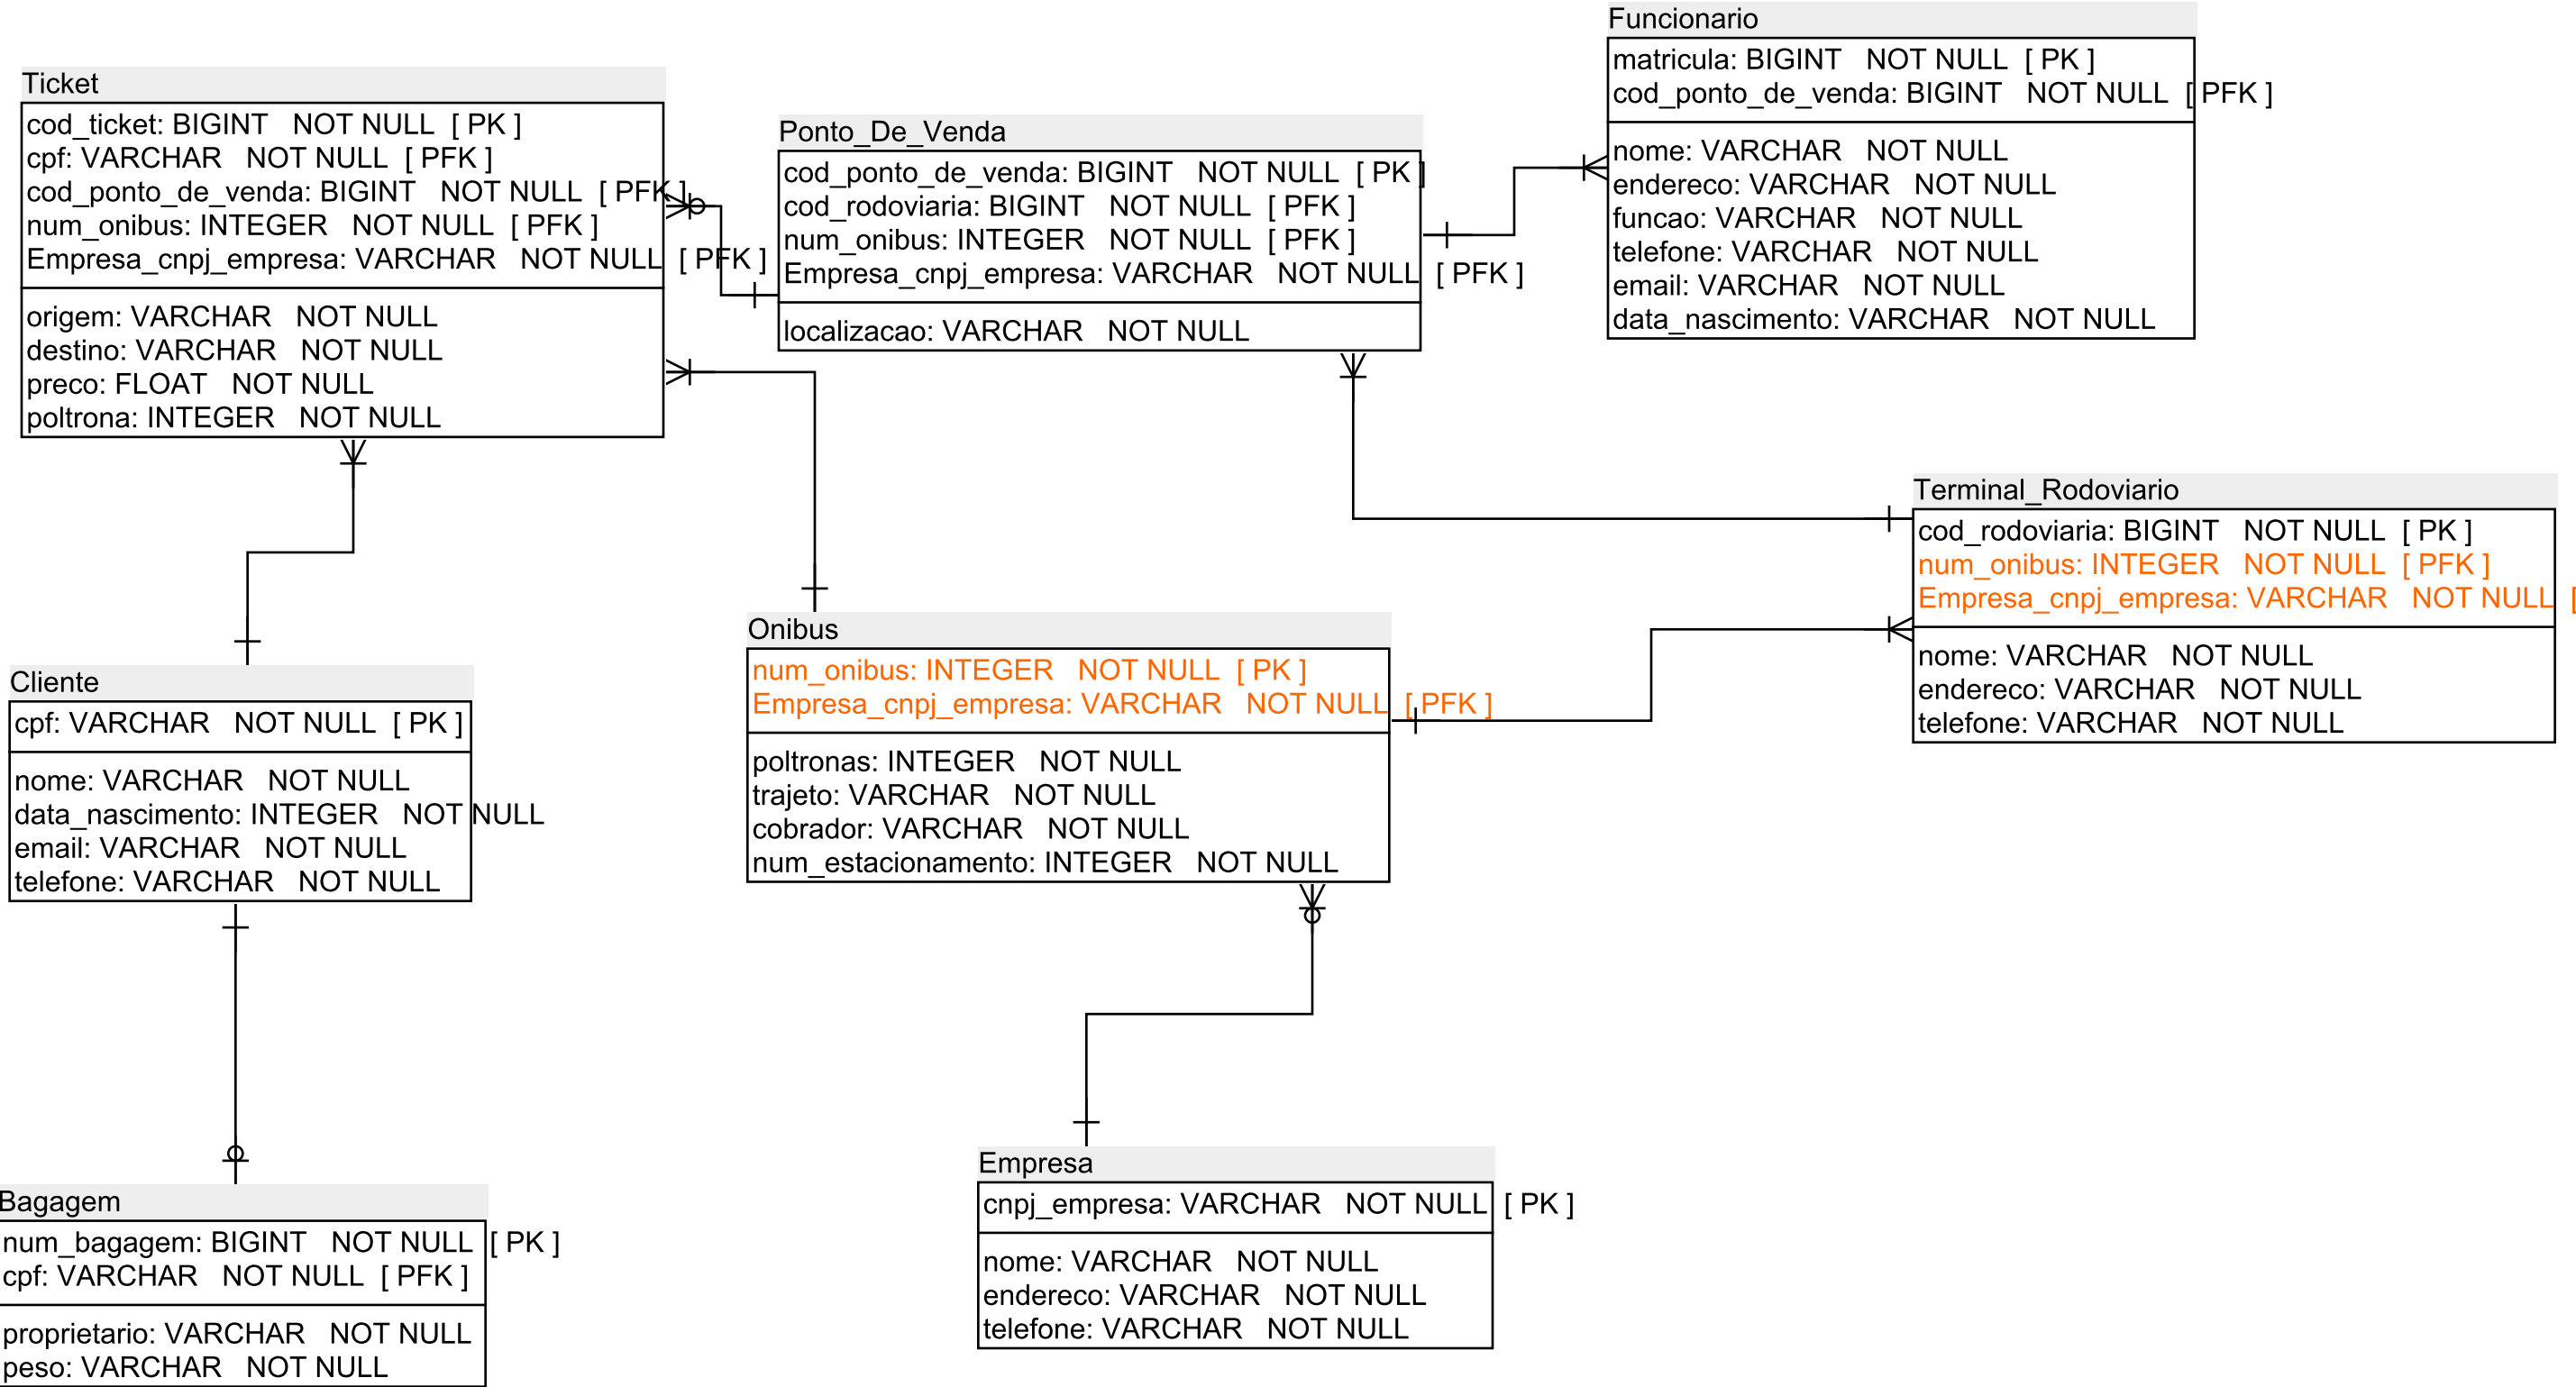 Ticket
cod_ticket: BIGINT NOT NULL [ PK ]
cpf: VARCHAR NOT NULL [ PFK ]
cod_ponto_de_venda: BIGINT NOT NULL [ PFK ]
num_onibus: INTEGER NOT NULL [ PFK ]
Empresa_cnpj_empresa: VARCHAR NOT NULL [ PFK ]
origem: VARCHAR NOT NULL
destino: VARCHAR NOT NULL
preco: FLOAT NOT NULL
poltrona: INTEGER NOT NULL
Ponto_De_Venda
cod_ponto_de_venda: BIGINT NOT NULL [ PK ]
cod_rodoviaria: BIGINT NOT NULL [ PFK ]
num_onibus: INTEGER NOT NULL [ PFK ]
Empresa_cnpj_empresa: VARCHAR NOT NULL [ PFK ]
localizacao: VARCHAR NOT NULL
Funcionario
matricula: BIGINT NOT NULL [ PK ]
cod_ponto_de_venda: BIGINT NOT NULL [ PFK ]
nome: VARCHAR NOT NULL
endereco: VARCHAR NOT NULL
funcao: VARCHAR NOT NULL
telefone: VARCHAR NOT NULL
email: VARCHAR NOT NULL
data_nascimento: VARCHAR NOT NULL
Terminal_Rodoviario
cod_rodoviaria: BIGINT NOT NULL [ PK ]
num_onibus: INTEGER NOT NULL [ PFK ]
Empresa_cnpj_empresa: VARCHAR NOT NULL [
nome: VARCHAR NOT NULL
endereco: VARCHAR NOT NULL
telefone: VARCHAR NOT NULL
Onibus
num_onibus: INTEGER NOT NULL [ PK ]
Empresa_cnpj_empresa: VARCHAR NOT NULL [ PFK ]
poltronas: INTEGER NOT NULL
trajeto: VARCHAR NOT NULL
cobrador: VARCHAR NOT NULL
num_estacionamento: INTEGER NOT NULL
Cliente
cpf: VARCHAR NOT NULL [ PK ]
nome: VARCHAR NOT NULL
data_nascimento: INTEGER NOT NULL
email: VARCHAR NOT NULL
telefone: VARCHAR NOT NULL
Bagagem
num_bagagem: BIGINT NOT NULL [ PK ]
cpf: VARCHAR NOT NULL [ PFK ]
proprietario: VARCHAR NOT NULL
peso: VARCHAR NOT NULL
Empresa
cnpj_empresa: VARCHAR NOT NULL [ PK ]
nome: VARCHAR NOT NULL
endereco: VARCHAR NOT NULL
telefone: VARCHAR NOT NULL